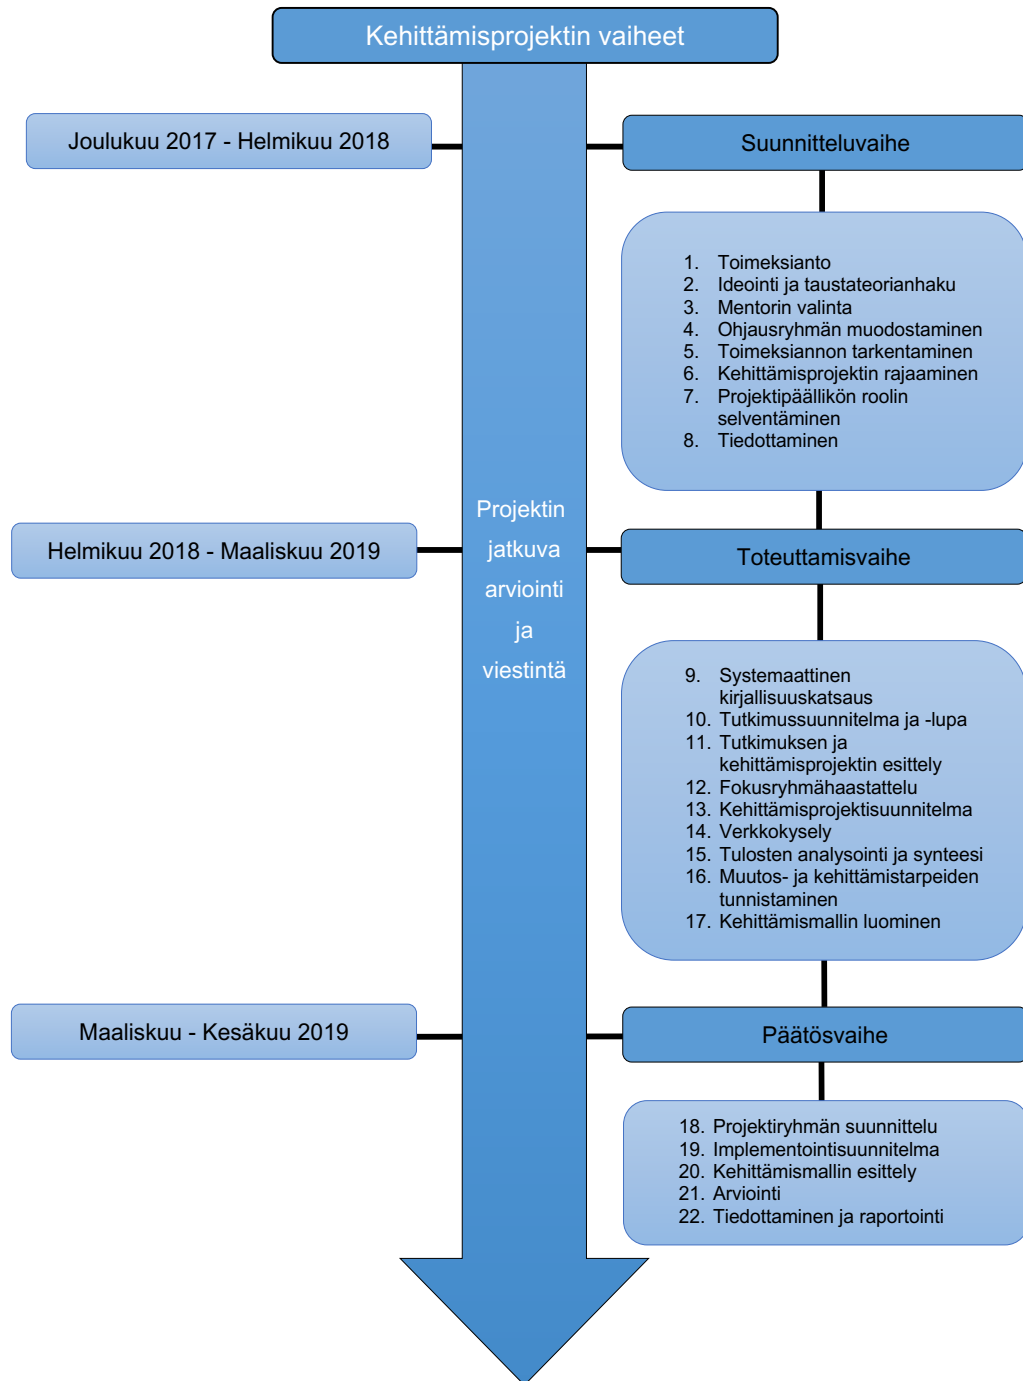 Kehittämisprojektin vaiheet
Joulukuu 2017 - Helmikuu 2018
Suunnitteluvaihe
1. Toimeksianto
2. Ideointi ja taustateorianhaku
3. Mentorin valinta
4. Ohjausryhmän muodostaminen
5. Toimeksiannon tarkentaminen
6. Kehittämisprojektin rajaaminen
7. Projektipäällikön roolin
selventäminen
8. Tiedottaminen
Projektin
jatkuva
arviointi
ja
viestintä
Helmikuu 2018 - Maaliskuu 2019
Toteuttamisvaihe
9. Systemaattinen
kirjallisuuskatsaus
10. Tutkimussuunnitelma ja -lupa
11. Tutkimuksen ja
kehittämisprojektin esittely
12. Fokusryhmähaastattelu
13. Kehittämisprojektisuunnitelma
14. Verkkokysely
15. Tulosten analysointi ja synteesi
16. Muutos- ja kehittämistarpeiden
tunnistaminen
17. Kehittämismallin luominen
Maaliskuu - Kesäkuu 2019
Päätösvaihe
18. Projektiryhmän suunnittelu
19. Implementointisuunnitelma
20. Kehittämismallin esittely
21. Arviointi
22. Tiedottaminen ja raportointi